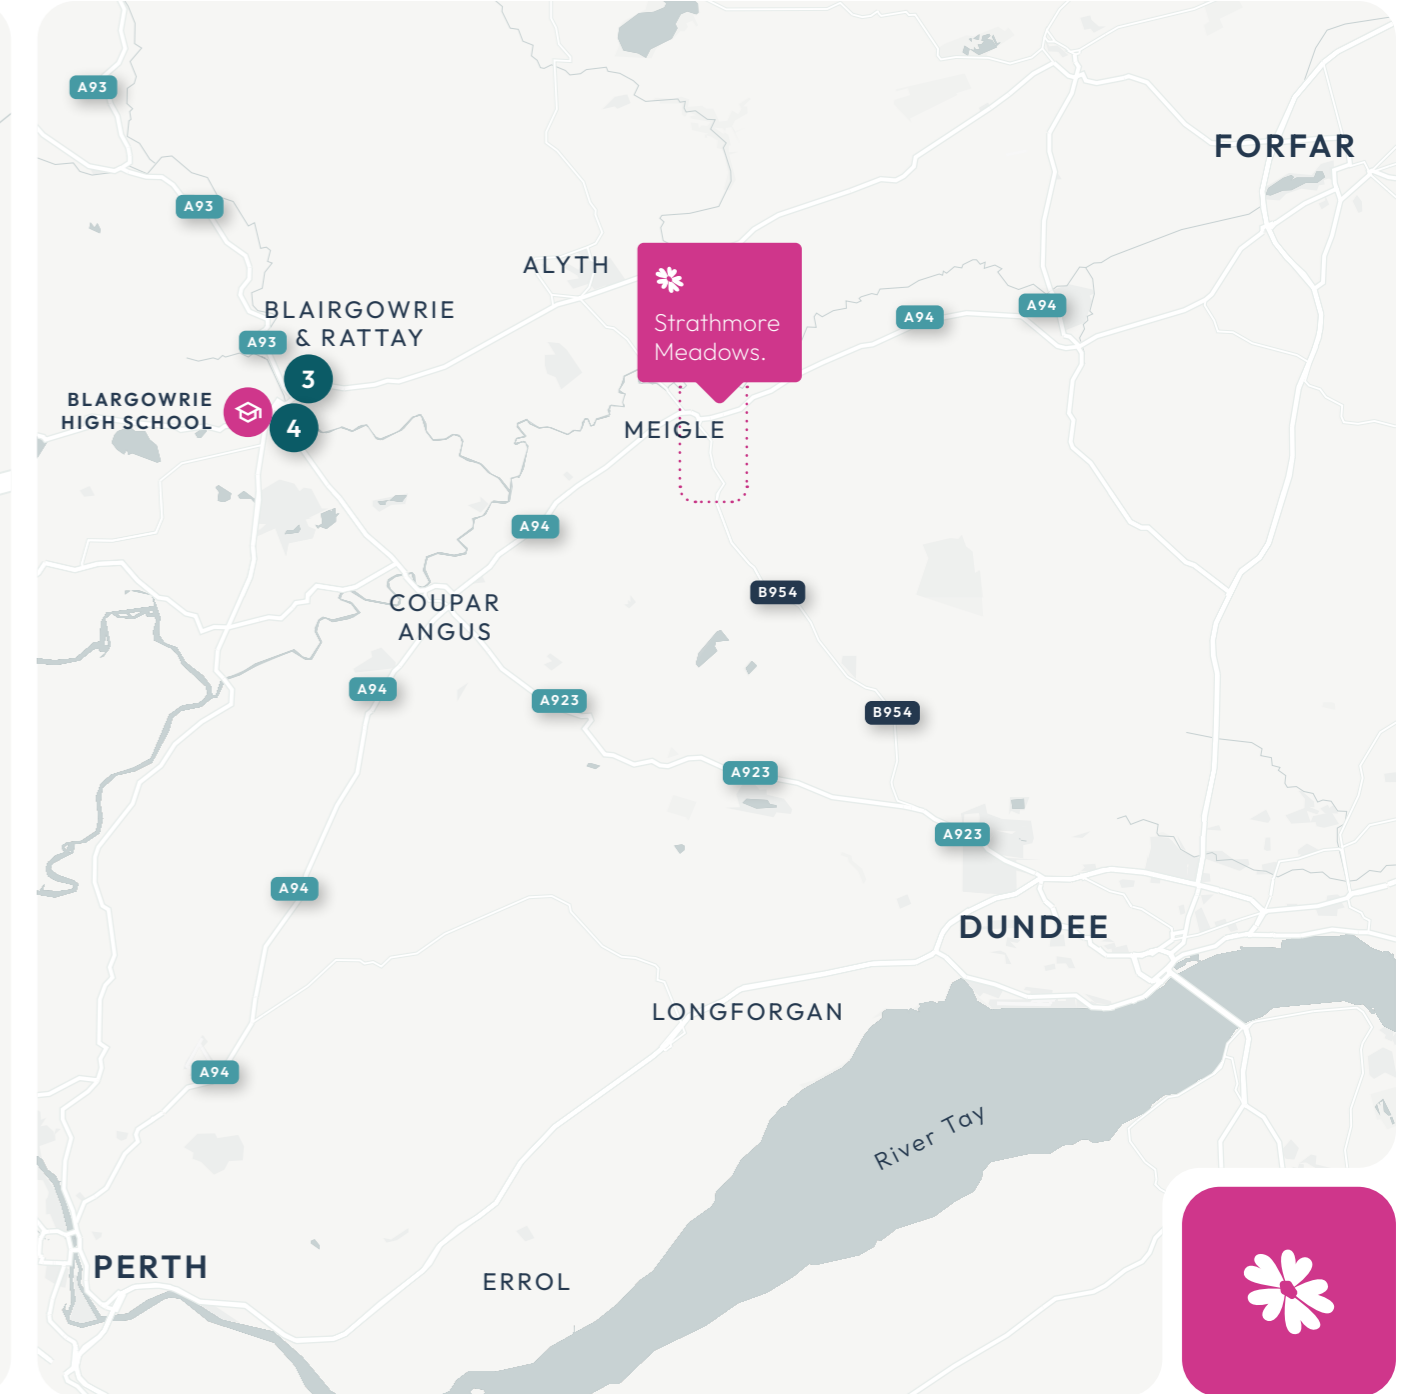 A93
FORFAR
A93
ALYTH
BLAIRGOWRIE
& RATTAY
A93
Strathmore
Meadows.
A94
A94
3
BLARGOWRIE
HIGH SCHOOL
4
MEIGLE
A94
B954
COUPAR
ANGUS
A94
A923
B954
A923
A923
A94
DUNDEE
LONGFORGAN
A94
River Tay
PERTH
ERROL